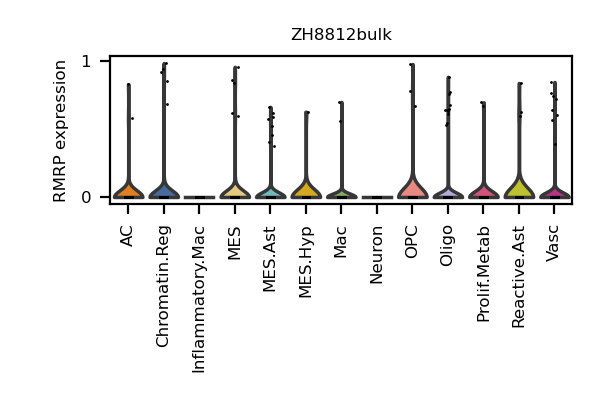 ZH8812bulk
RMRP expression
1
0
AC
Chromatin.Reg
Inflammatory.Mac
MES
MES.Ast
MES.Hyp
Mac
Neuron
OPC
Oligo
Prolif.Metab
Reactive.Ast
Vasc